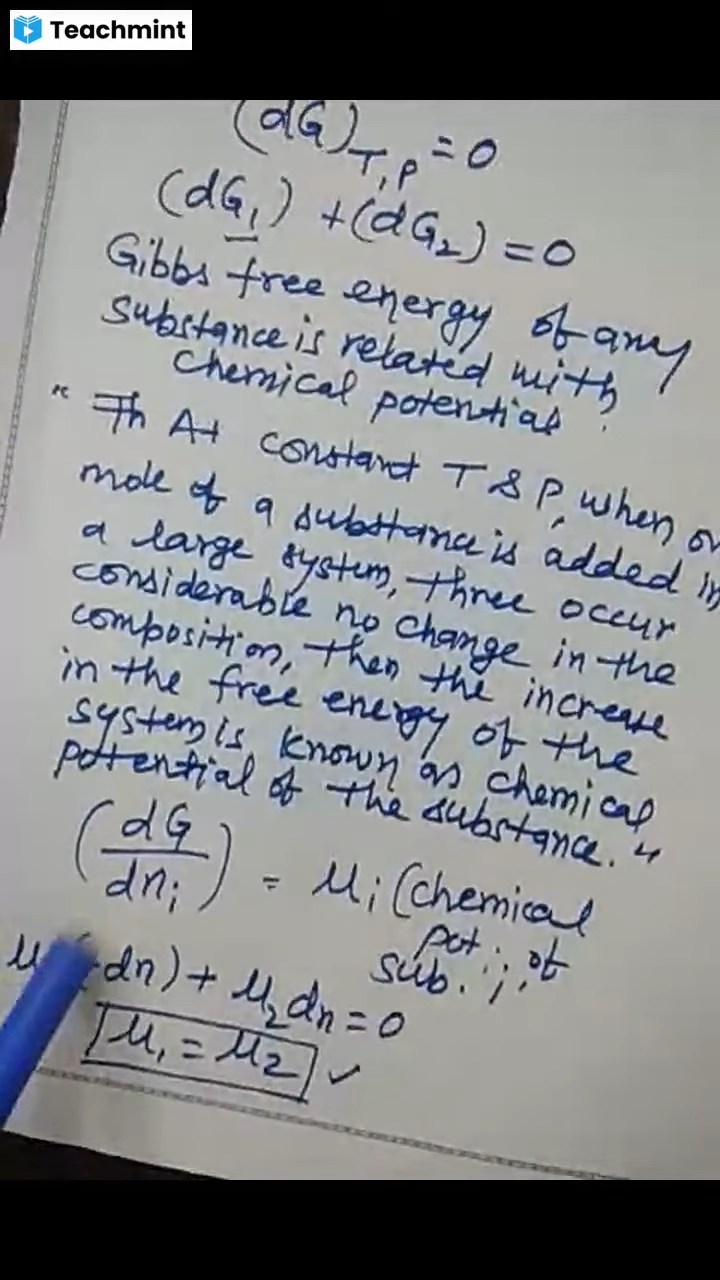 Teachmint
(dG)T,P = 0
(dG₁) + (dG₂) = 0
Gibbs free energy of any
substance is related with
chemical potential.
"Th At constant T & P, when
mole of a substance is added in
a large system, three occur
considerable no change in the
composition, then the increase
in the free energy of the
system is known as chemical
potential of the substance."
(dG/dnᵢ) = μᵢ (chemical
pot. of
sub. i,
dn) + μ₂dn = 0
μ₁ = μ₂ ✓